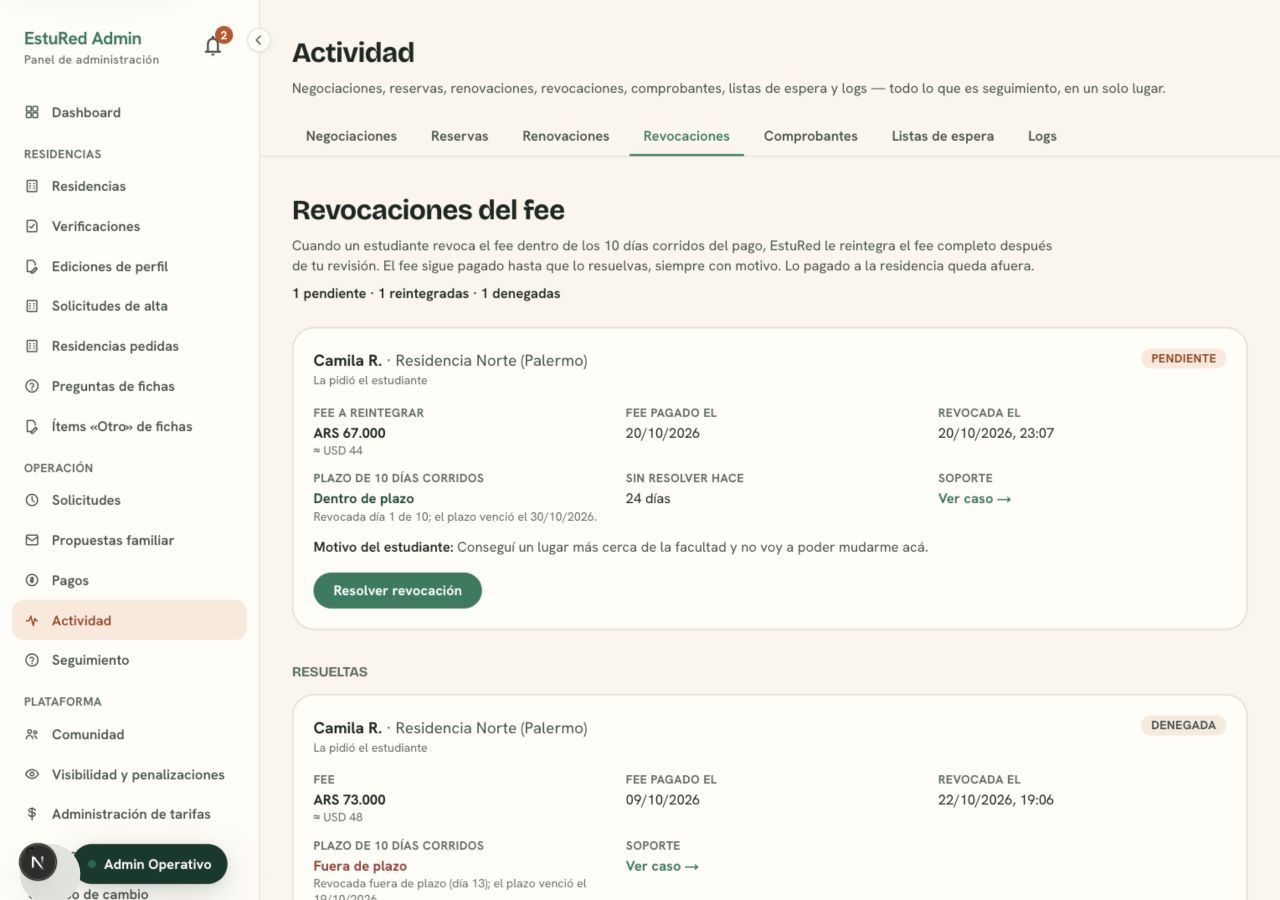 EstuRed Admin
2
Panel de administración
Dashboard
RESIDENCIAS
Residencias
Verificaciones
Ediciones de perfil
Solicitudes de alta
Residencias pedidas
Preguntas de fichas
Ítems «Otro» de fichas
OPERACIÓN
Solicitudes
Propuestas familiar
Pagos
Actividad
Seguimiento
PLATAFORMA
Comunidad
Visibilidad y penalizaciones
Administración de tarifas
N
Admin Operativo
de cambio
Actividad
Negociaciones, reservas, renovaciones, revocaciones, comprobantes, listas de espera y logs — todo lo que es seguimiento, en un solo lugar.
Negociaciones Reservas Renovaciones Revocaciones Comprobantes Listas de espera Logs
Revocaciones del fee
Cuando un estudiante revoca el fee dentro de los 10 días corridos del pago, EstuRed le reintegra el fee completo después
de tu revisión. El fee sigue pagado hasta que lo resuelvas, siempre con motivo. Lo pagado a la residencia queda afuera.
1 pendiente · 1 reintegradas · 1 denegadas
Camila R. · Residencia Norte (Palermo) PENDIENTE
La pidió el estudiante
FEE A REINTEGRAR FEE PAGADO EL REVOCADA EL
ARS 67.000 20/10/2026 20/10/2026, 23:07
≈ USD 44
PLAZO DE 10 DÍAS CORRIDOS SIN RESOLVER HACE SOPORTE
Dentro de plazo 24 días Ver caso →
Revocada día 1 de 10; el plazo venció el 30/10/2026.
Motivo del estudiante: Conseguí un lugar más cerca de la facultad y no voy a poder mudarme acá.
Resolver revocación
RESUELTAS
Camila R. · Residencia Norte (Palermo) DENEGADA
La pidió el estudiante
FEE FEE PAGADO EL REVOCADA EL
ARS 73.000 09/10/2026 22/10/2026, 19:06
≈ USD 48
PLAZO DE 10 DÍAS CORRIDOS SOPORTE
Fuera de plazo Ver caso →
Revocada fuera de plazo (día 13); el plazo venció el
19/10/2026